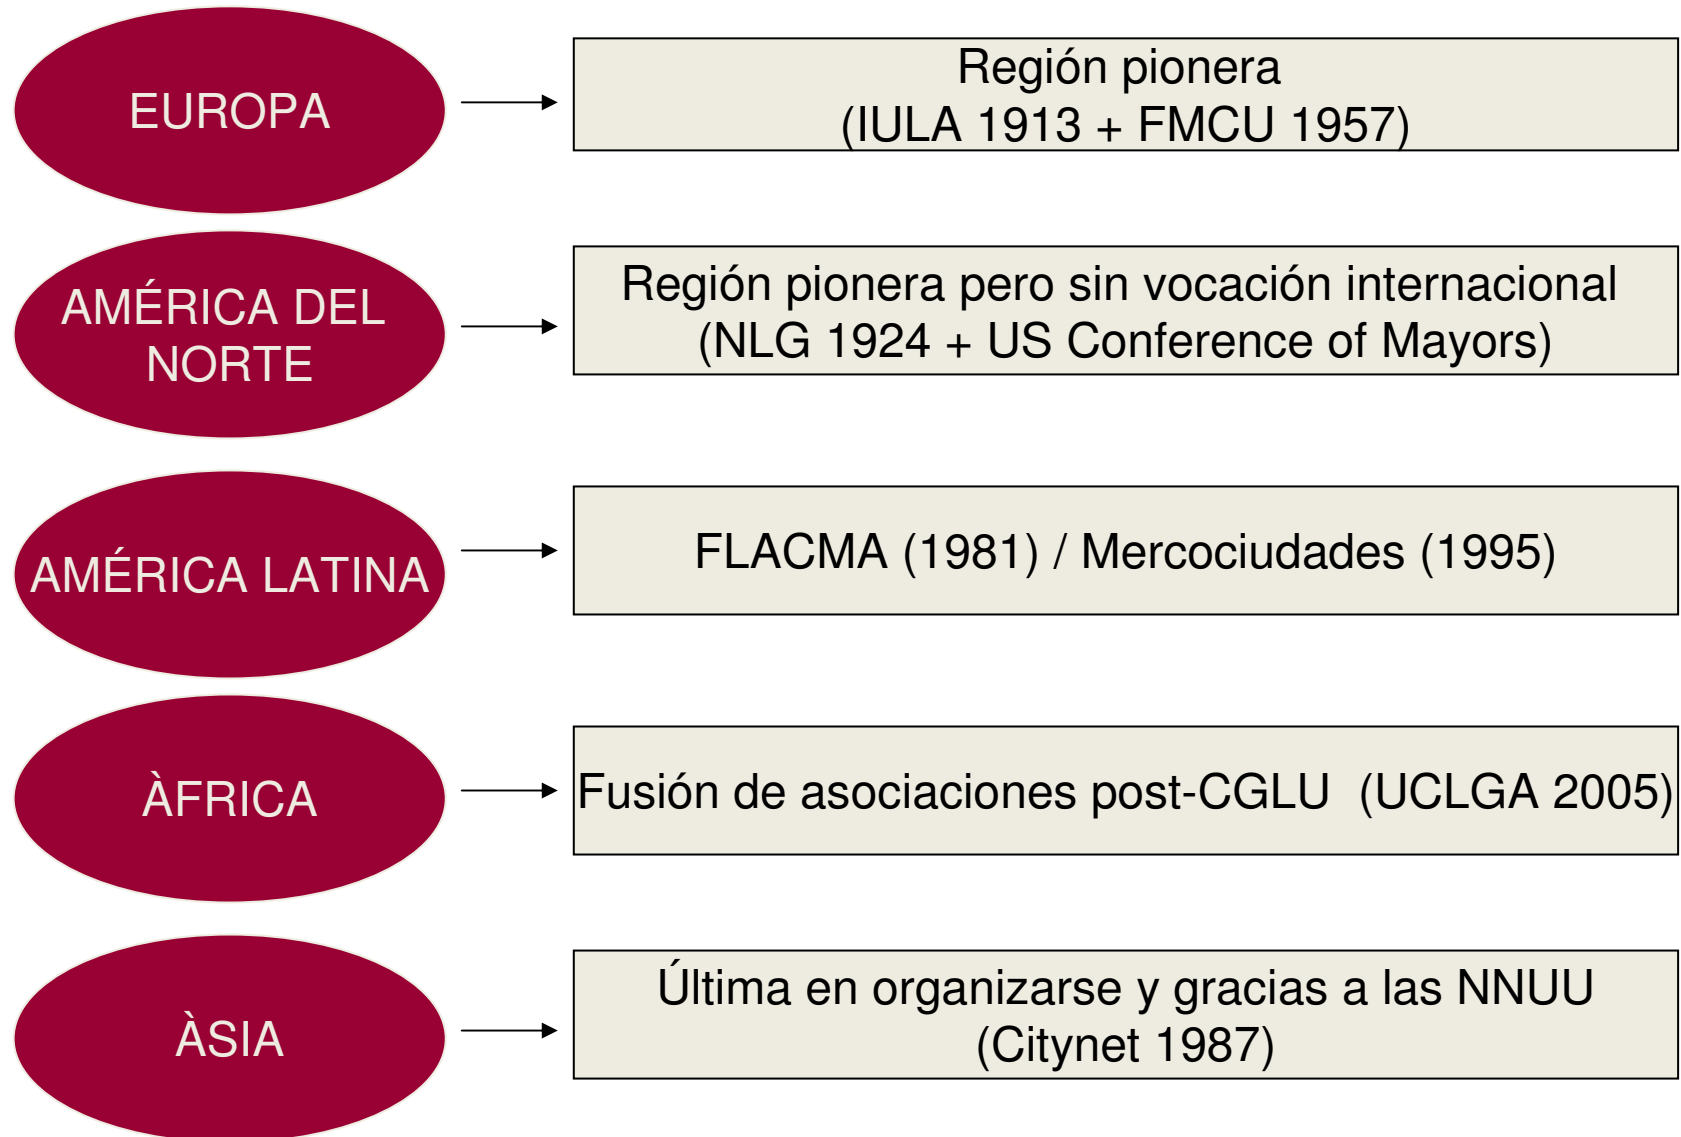 EUROPA
Región pionera
(IULA 1913 + FMCU 1957)
AMÉRICA DEL
NORTE
Región pionera pero sin vocación internacional
(NLG 1924 + US Conference of Mayors)
AMÉRICA LATINA
FLACMA (1981) / Mercociudades (1995)
ÀFRICA
Fusión de asociaciones post-CGLU (UCLGA 2005)
ÀSIA
Última en organizarse y gracias a las NNUU
(Citynet 1987)